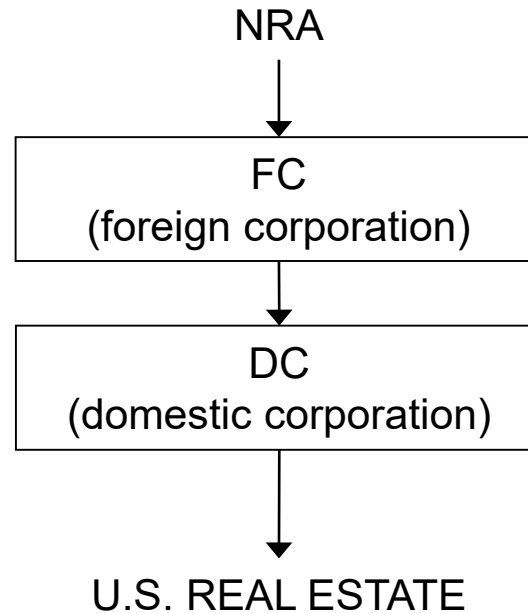 NRA
FC
(foreign corporation)
DC
(domestic corporation)
U.S. REAL ESTATE